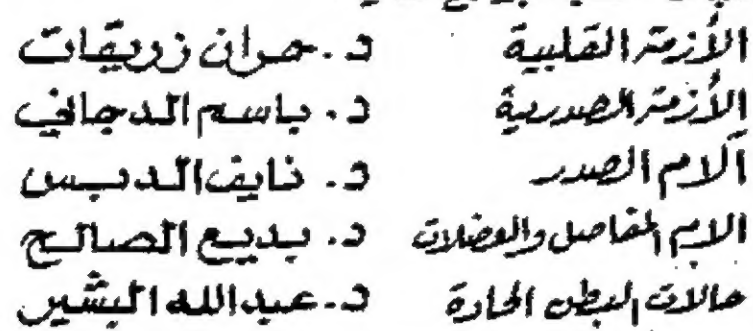 الأزمة القلبية د. حران زريقات
الأزمة الصدرية د. باسم الدجاني
آلام الصدر د. نايف الدبس
الام المفاصل والعضلات د. بديع الصالح
حالات البطن الحادة د. عبدالله البشير